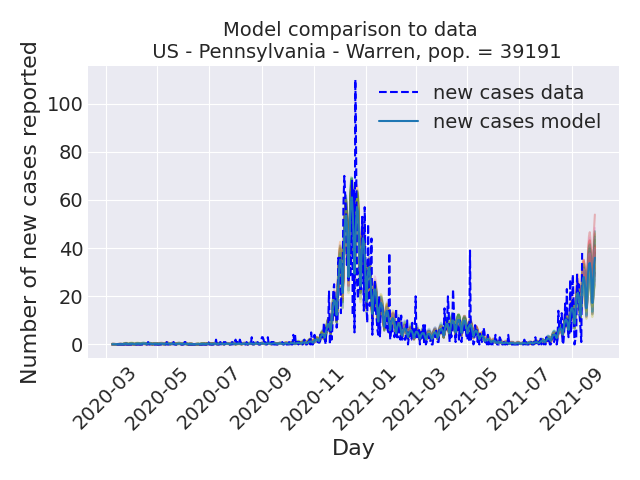 Model comparison to data
US - Pennsylvania - Warren, pop. = 39191
Number of new cases reported
100
80
60
40
20
0
new cases data
new cases model
2020-03
2020-05
2020-07
2020-09
2020-11
2021-01
2021-03
2021-05
2021-07
2021-09
Day